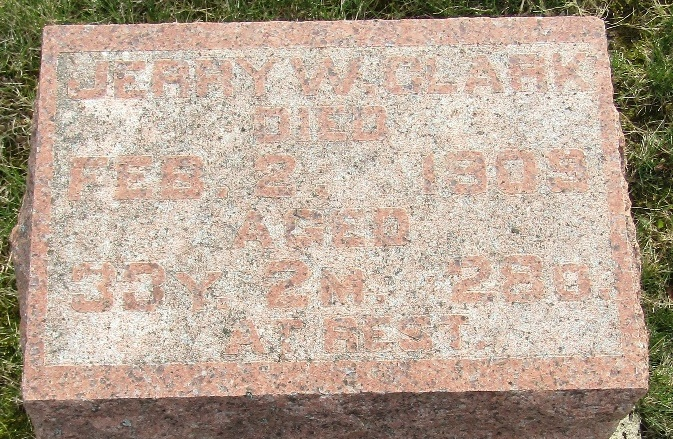 JERRY W. CLARK
DIED
FEB. 2. 1909
AGED
33Y. 2M. 28D.
AT REST.